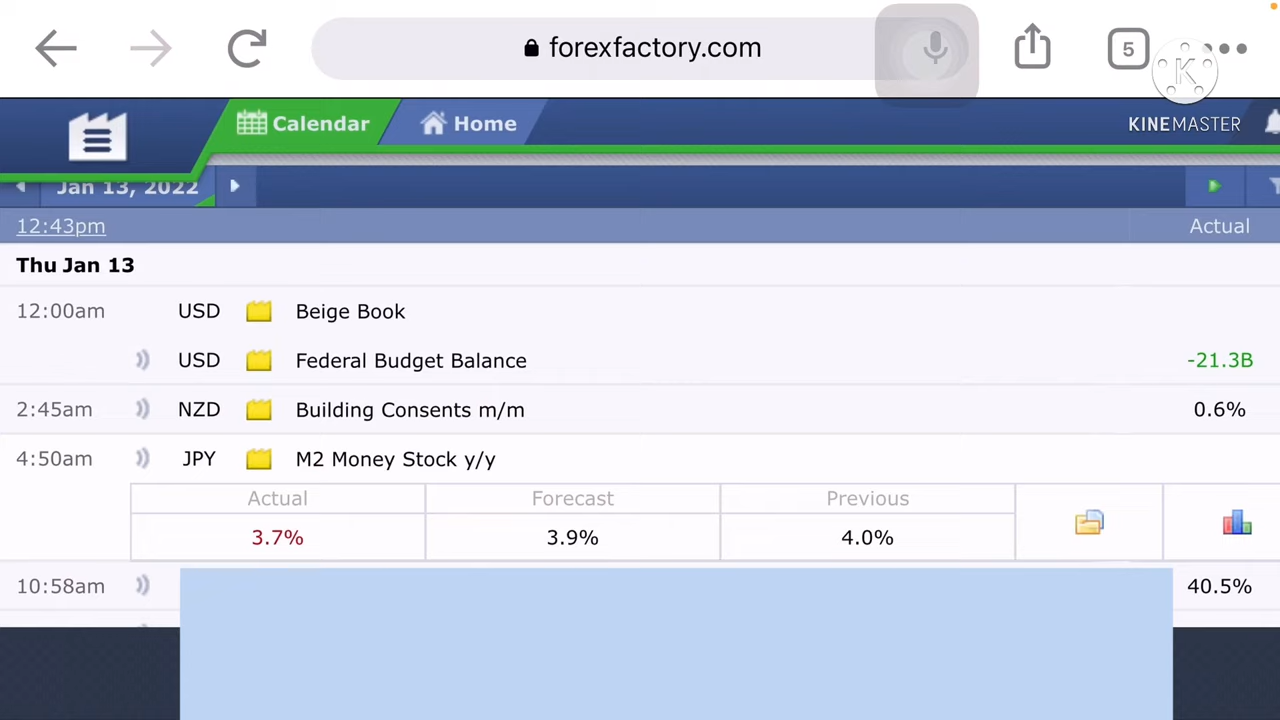 forexfactory.com
5
K
Calendar
Home
KINEMASTER
Jan 13, 2022
12:43pm Actual
Thu Jan 13
12:00am USD Beige Book
USD Federal Budget Balance -21.3B
2:45am NZD Building Consents m/m 0.6%
4:50am JPY M2 Money Stock y/y
Actual Forecast Previous
3.7% 3.9% 4.0%
10:58am 40.5%